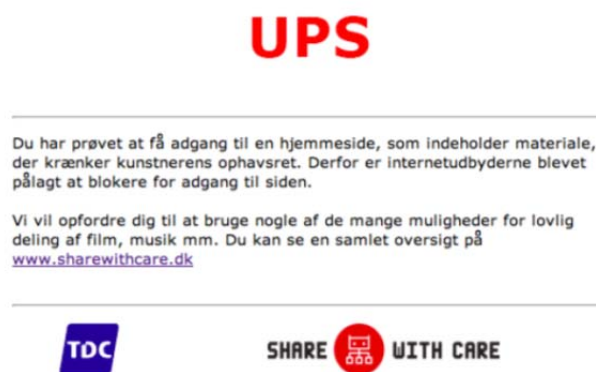 UPS
Du har prøvet at få adgang til en hjemmeside, som indeholder materiale,
der krænker kunstnerens ophavsret. Derfor er internetudbyderne blevet
pålagt at blokere for adgang til siden.
Vi vil opfordre dig til at bruge nogle af de mange muligheder for lovlig
deling af film, musik mm. Du kan se en samlet oversigt på
www.sharewithcare.dk
TDC SHARE WITH CARE